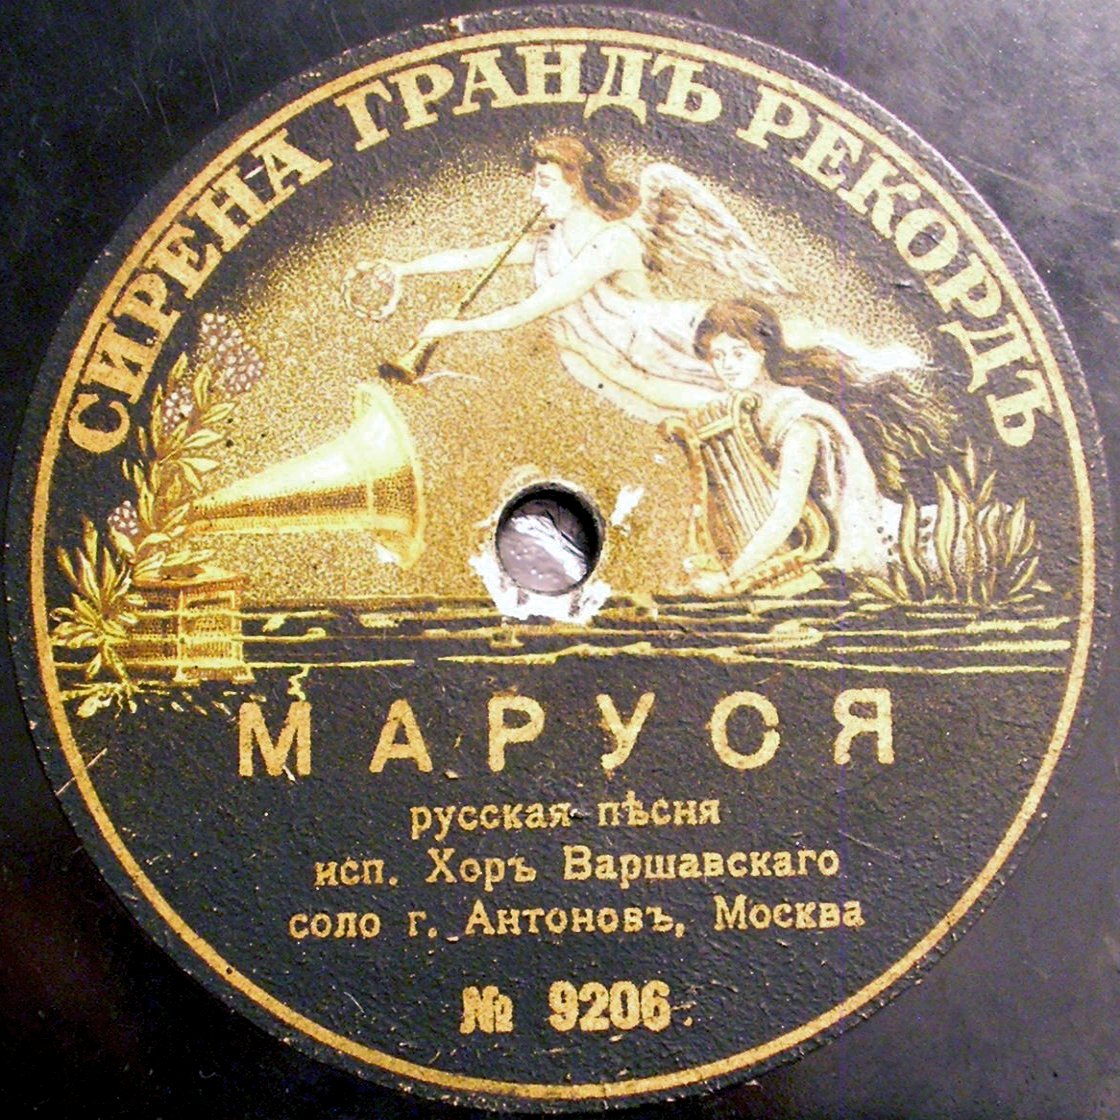 СИРЕНА ГРАНДЪ РЕКОРДЪ
МАРУСЯ
русская пѣсня
исп. Хоръ Варшавскаго
соло г. Антоновъ, Москва
№ 9206